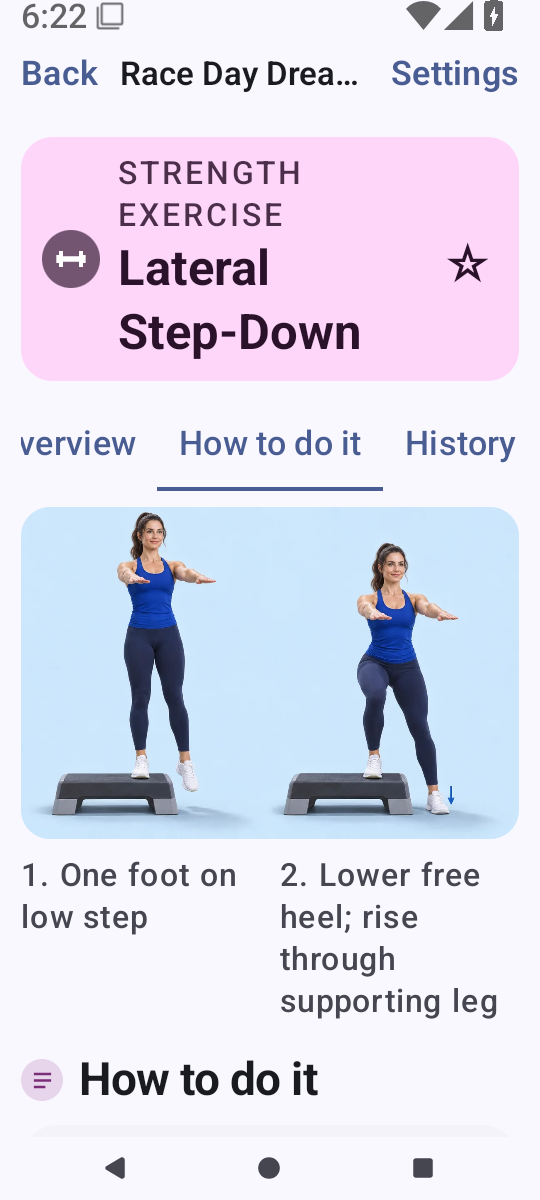 6:22
Back Race Day Drea... Settings
STRENGTH
EXERCISE
Lateral
Step-Down
verview How to do it History
1. One foot on
low step
2. Lower free
heel; rise
through
supporting leg
How to do it